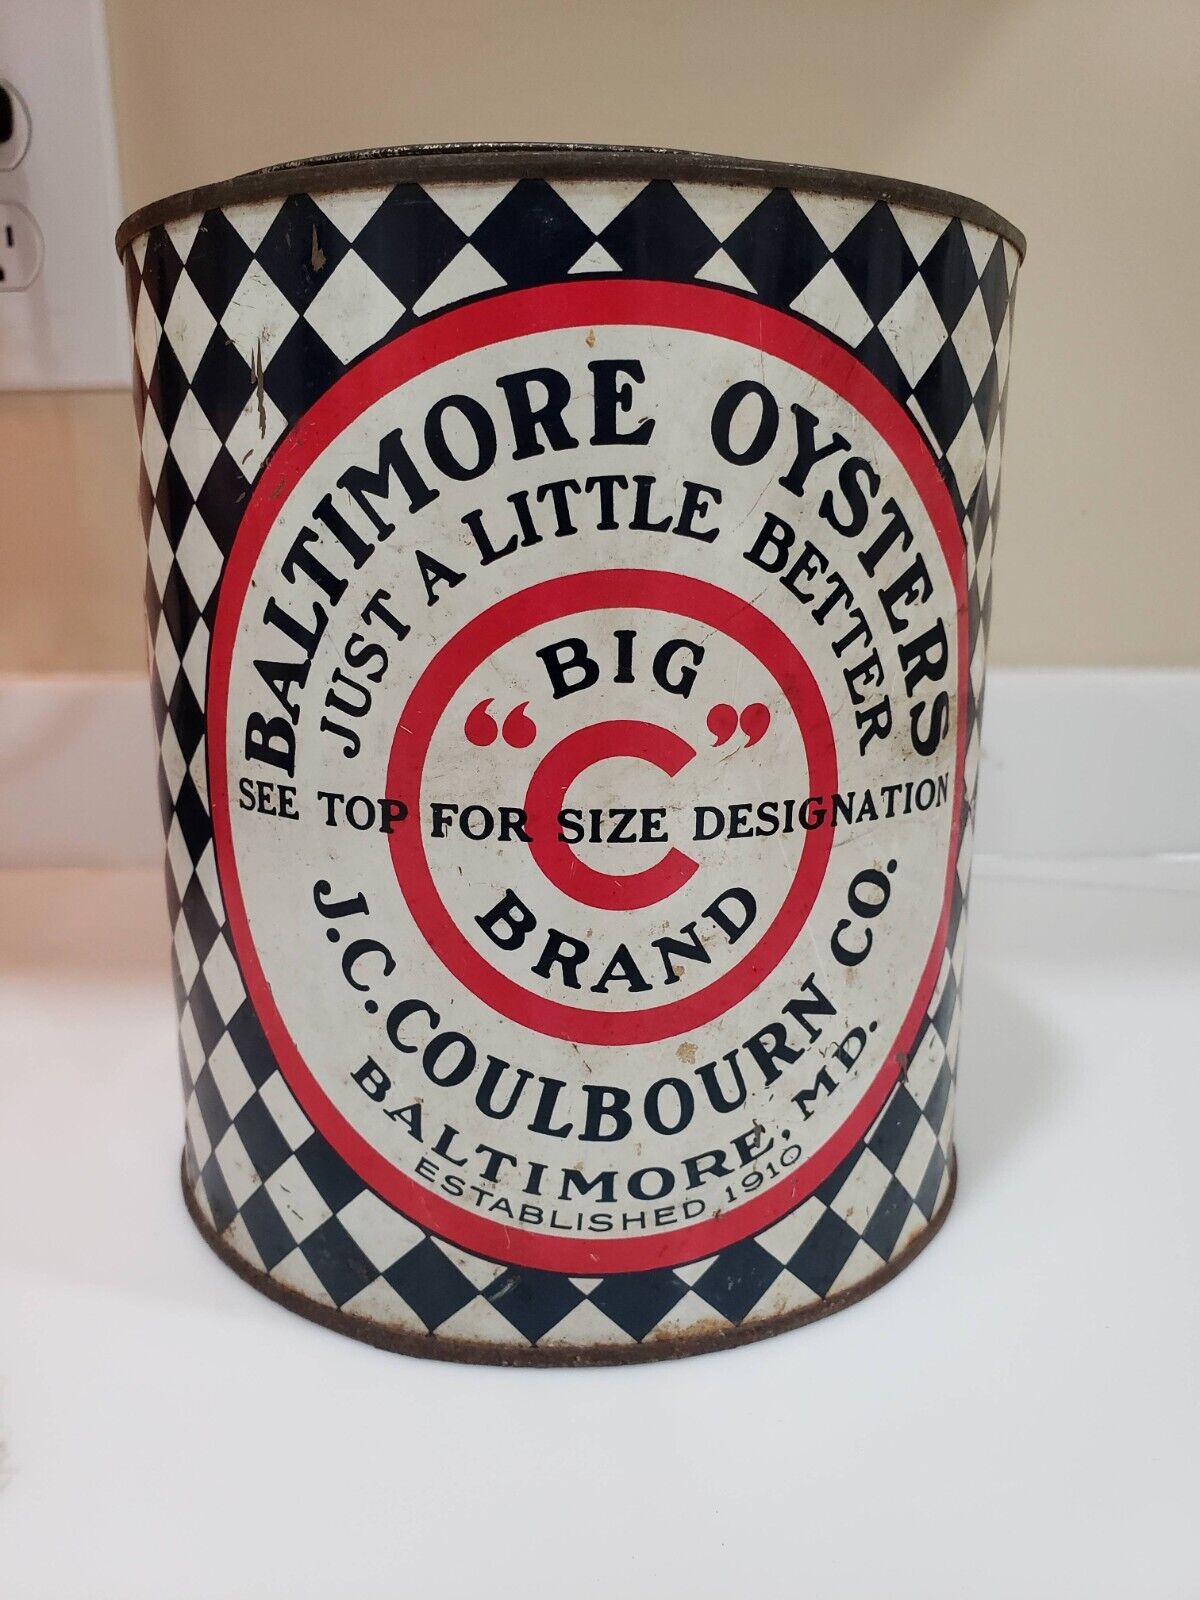 BALTIMORE OYSTERS
JUST A LITTLE BETTER
BIG
"C"
SEE TOP FOR SIZE DESIGNATION
BRAND
J.C. COULBOURN CO.
BALTIMORE, MD.
ESTABLISHED 1910